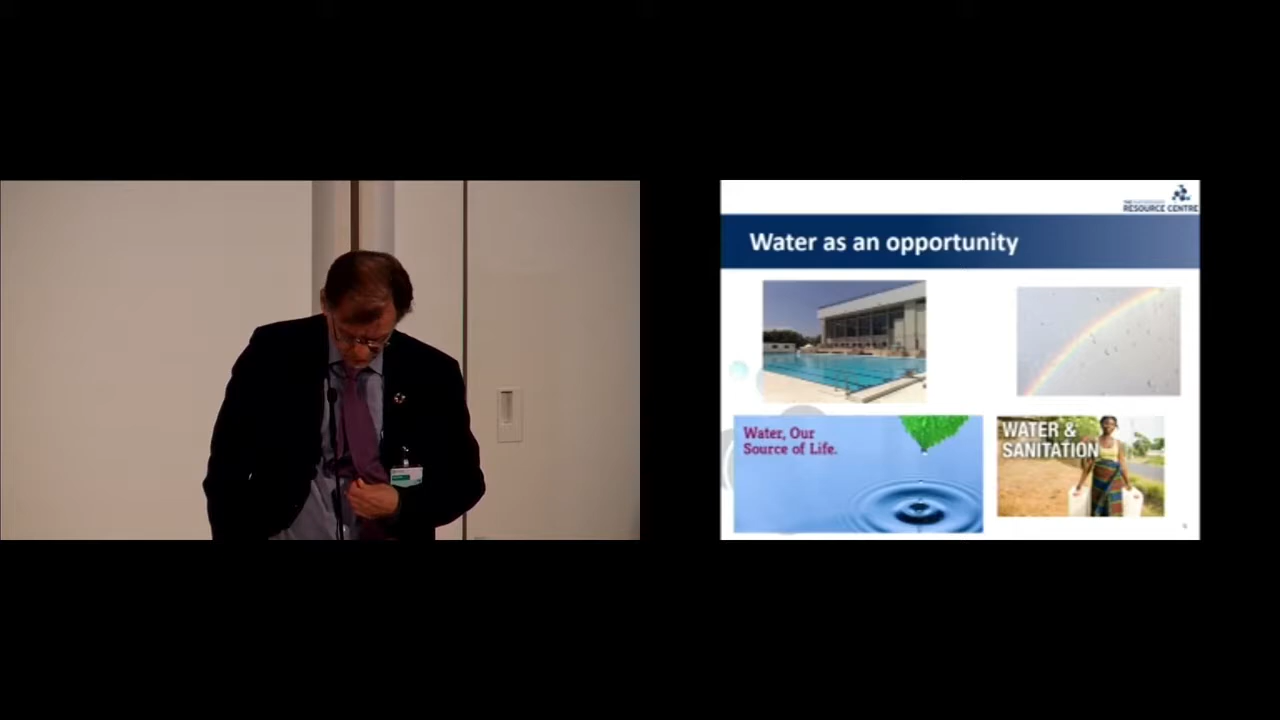 RESOURCE CENTRE
Water as an opportunity
Water, Our
Source of Life.
WATER &
SANITATION